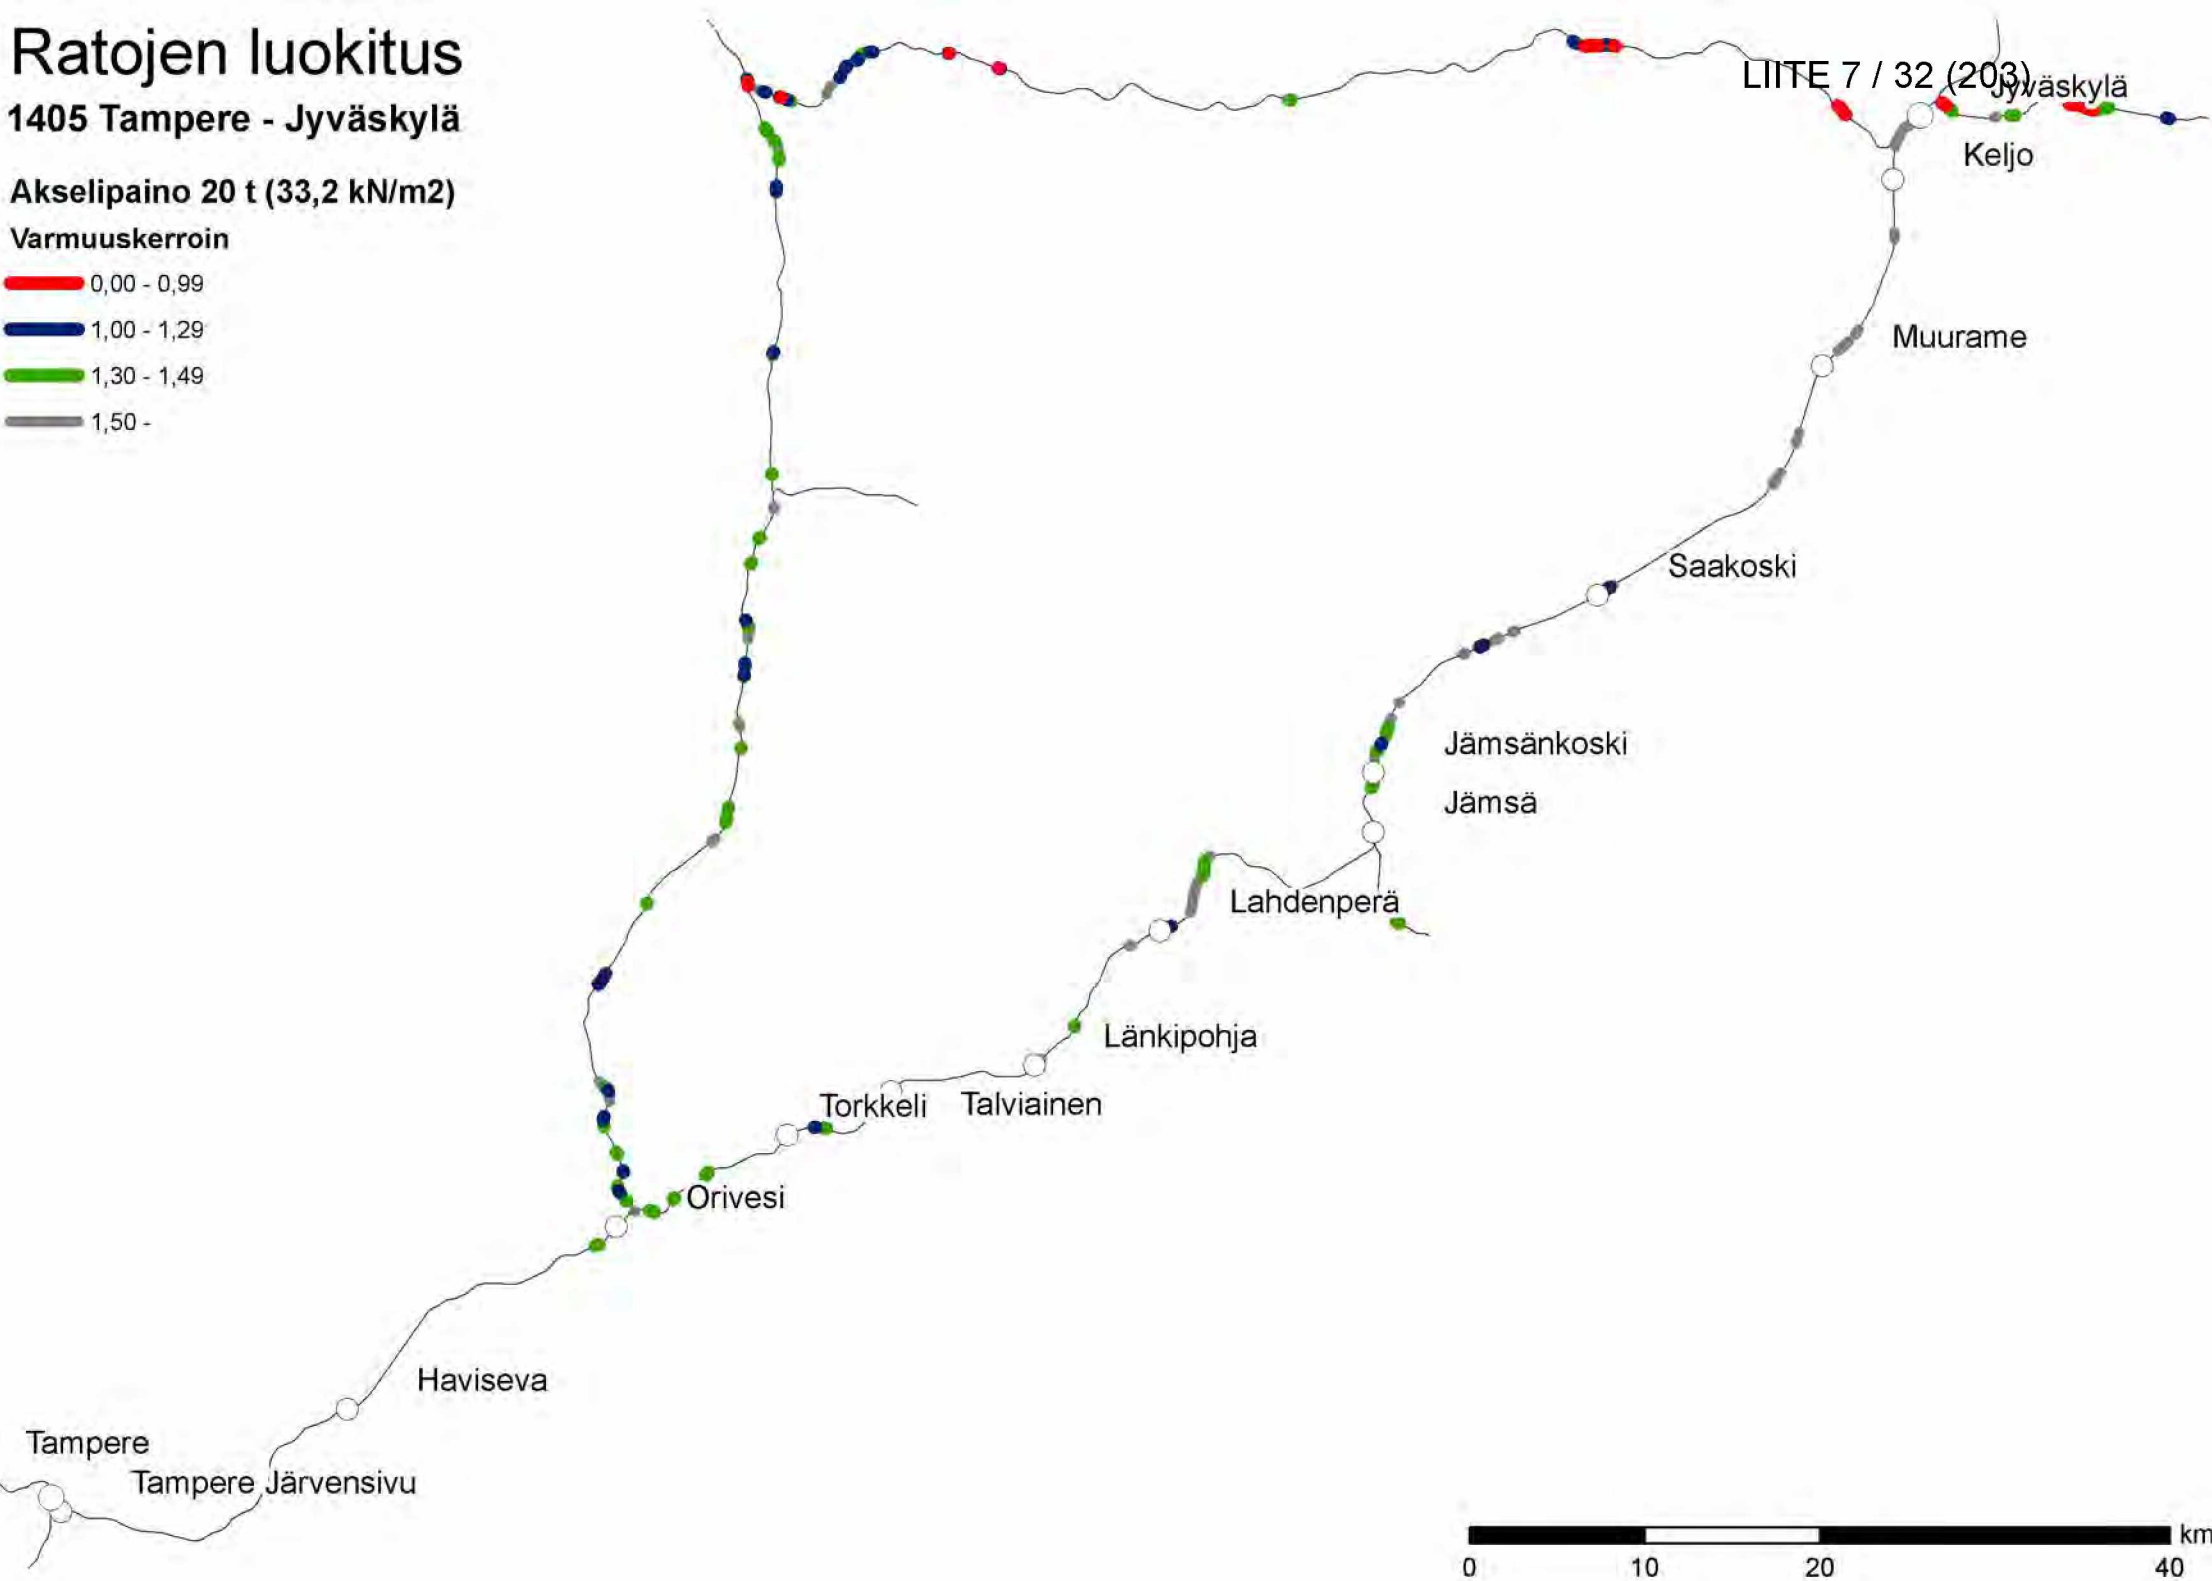 Ratojen luokitus
1405 Tampere - Jyväskylä
Akselipaino 20 t (33,2 kN/m2)
Varmuuskerroin
0,00 - 0,99
1,00 - 1,29
1,30 - 1,49
1,50 -
LIITE 7 / 32 (203)
Jyväskylä
Keljo
Muurame
Saakoski
Jämsänkoski
Jämsä
Lahdenperä
Länkipohja
Torkkeli
Talviainen
Orivesi
Haviseva
Tampere
Tampere Järvensivu
km
0 10 20 40